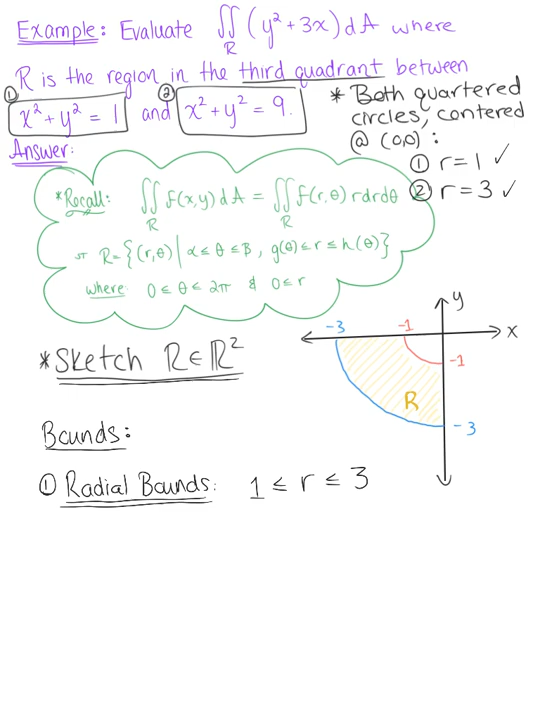 Example: Evaluate ∬_R (y² + 3x) dA where
R is the region in the third quadrant between
① x² + y² = 1 and ② x² + y² = 9.
* Both quartered
circles, contered
@ (0,0) :
① r = 1 ✓
② r = 3 ✓
Answer:
*Recall: ∬_R f(x,y) dA = ∬_R f(r,θ) r dr dθ
st R = {(r,θ) | α ≤ θ ≤ B, g(θ) ≤ r ≤ h(θ)}
where: 0 ≤ θ ≤ 2π & 0 ≤ r
* Sketch R ∈ ℝ²
y
-3 -1 x
-1
R
-3
Bounds:
① Radial Bounds: 1 ≤ r ≤ 3